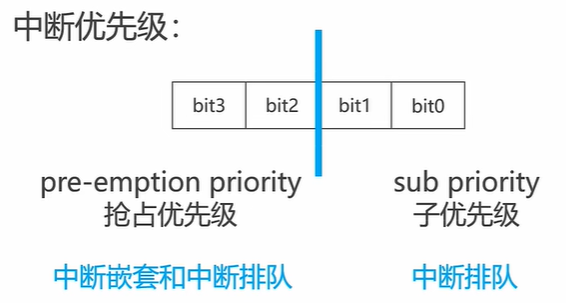 中断优先级：
bit3 bit2 bit1 bit0
pre-emption priority sub priority
抢占优先级 子优先级
中断嵌套和中断排队 中断排队